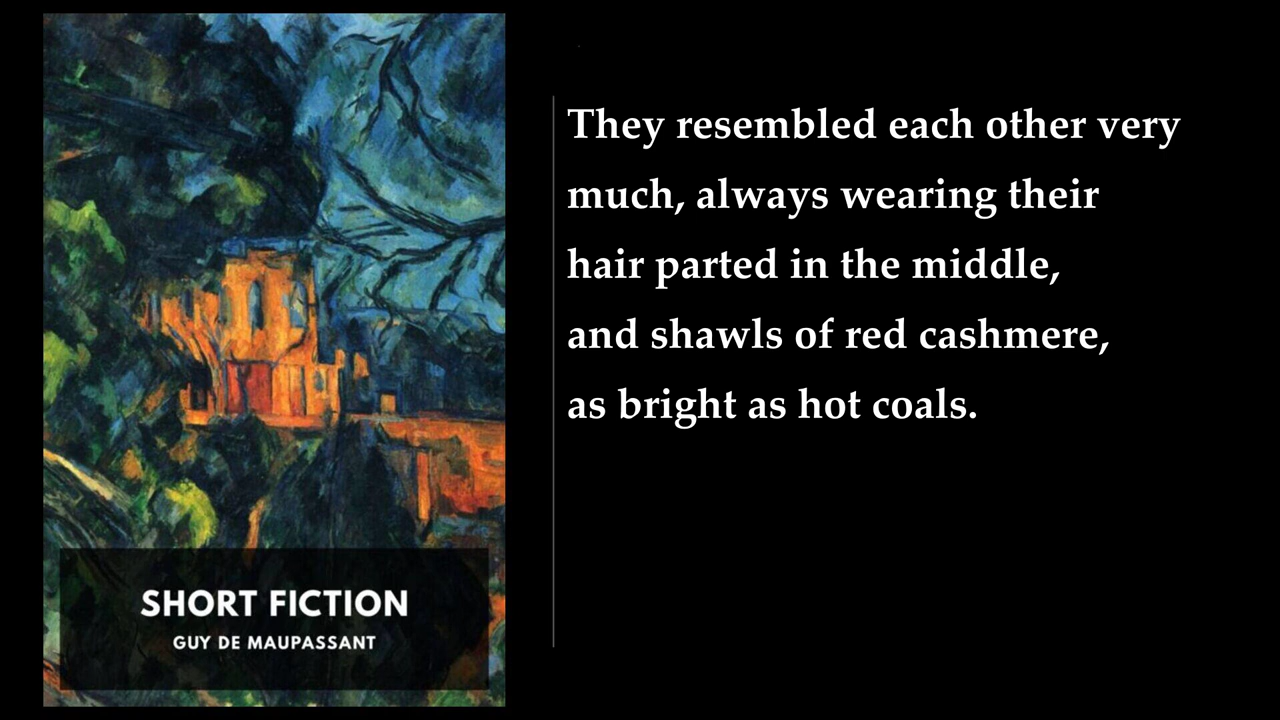 They resembled each other very
much, always wearing their
hair parted in the middle,
and shawls of red cashmere,
as bright as hot coals.
SHORT FICTION
GUY DE MAUPASSANT